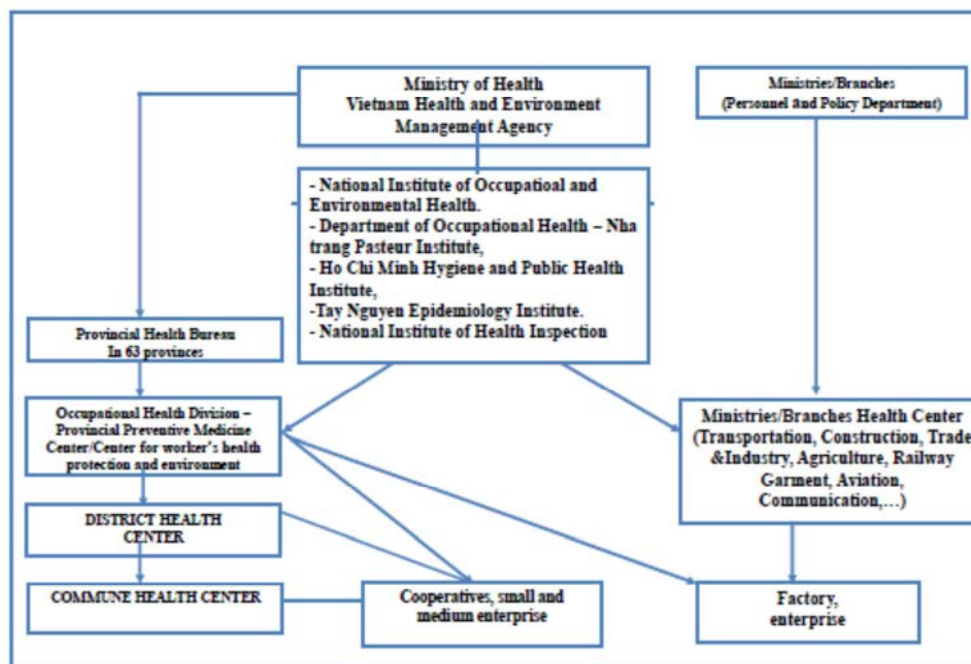 Ministry of Health
Vietnam Health and Environment
Management Agency
Ministries/Branches
(Personnel and Policy Department)
- National Institute of Occupatioal and
Environmental Health.
- Department of Occupational Health – Nha
trang Pasteur Institute,
- Ho Chi Minh Hygiene and Public Health
Institute,
-Tay Nguyen Epidemiology Institute.
- National Institute of Health Inspection
Provincial Health Bureau
In 63 provinces
Occupational Health Division –
Provincial Preventive Medicine
Center/Center for worker's health
protection and environment
Ministries/Branches Health Center
(Transportation, Construction, Trade
&Industry, Agriculture, Railway
Garment, Aviation,
Communication,…)
DISTRICT HEALTH
CENTER
COMMUNE HEALTH CENTER
Cooperatives, small and
medium enterprise
Factory,
enterprise